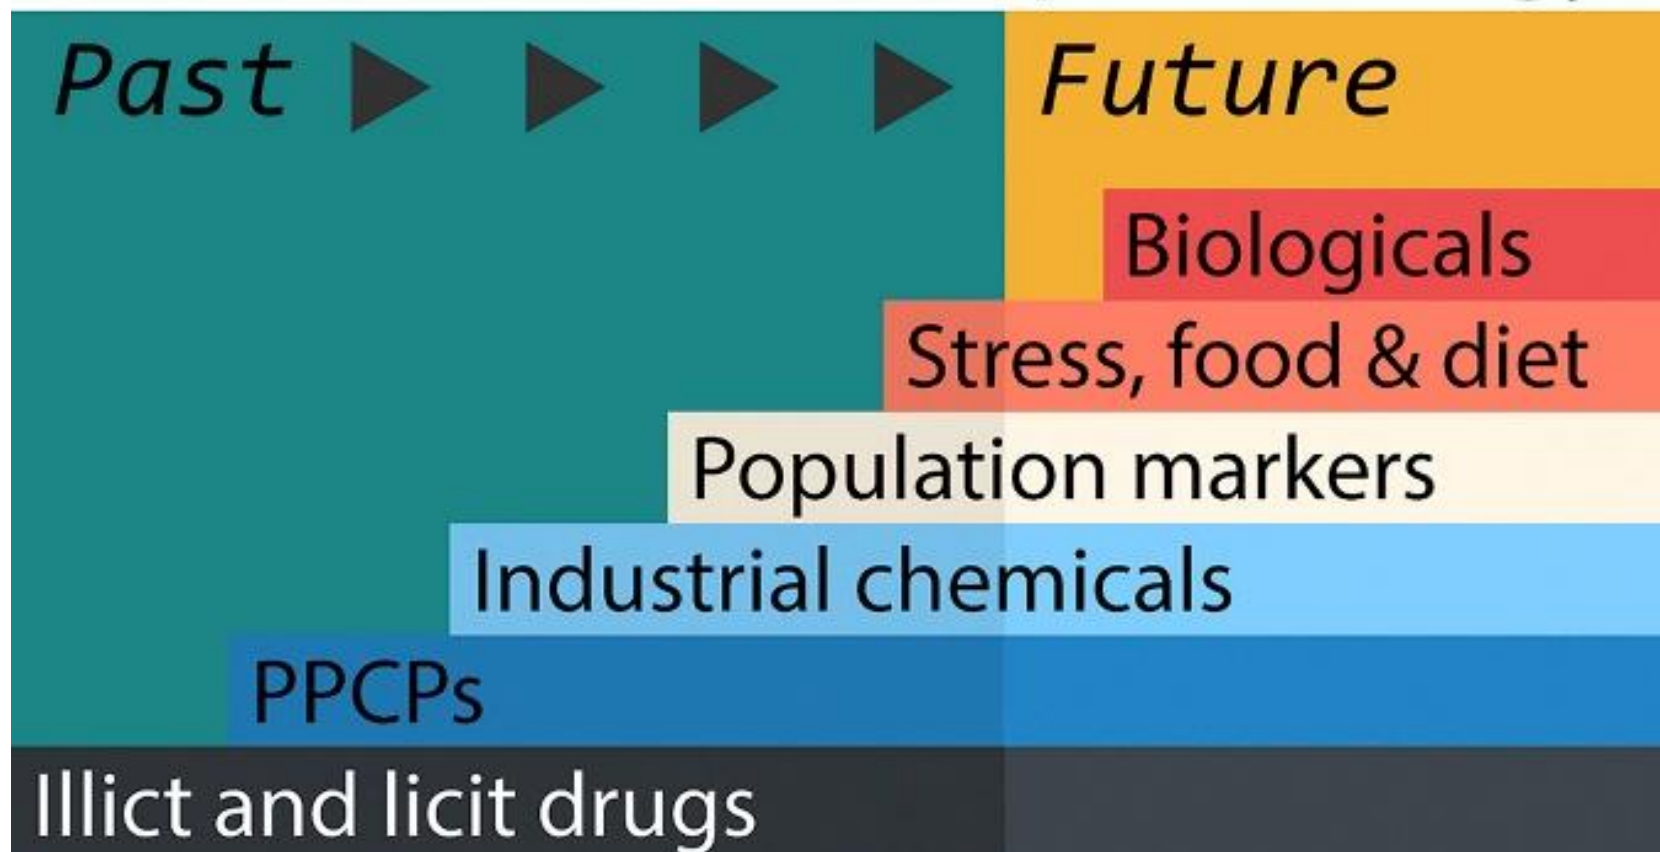 Past
Future
Biologicals
Stress, food & diet
Population markers
Industrial chemicals
PPCPs
Illict and licit drugs